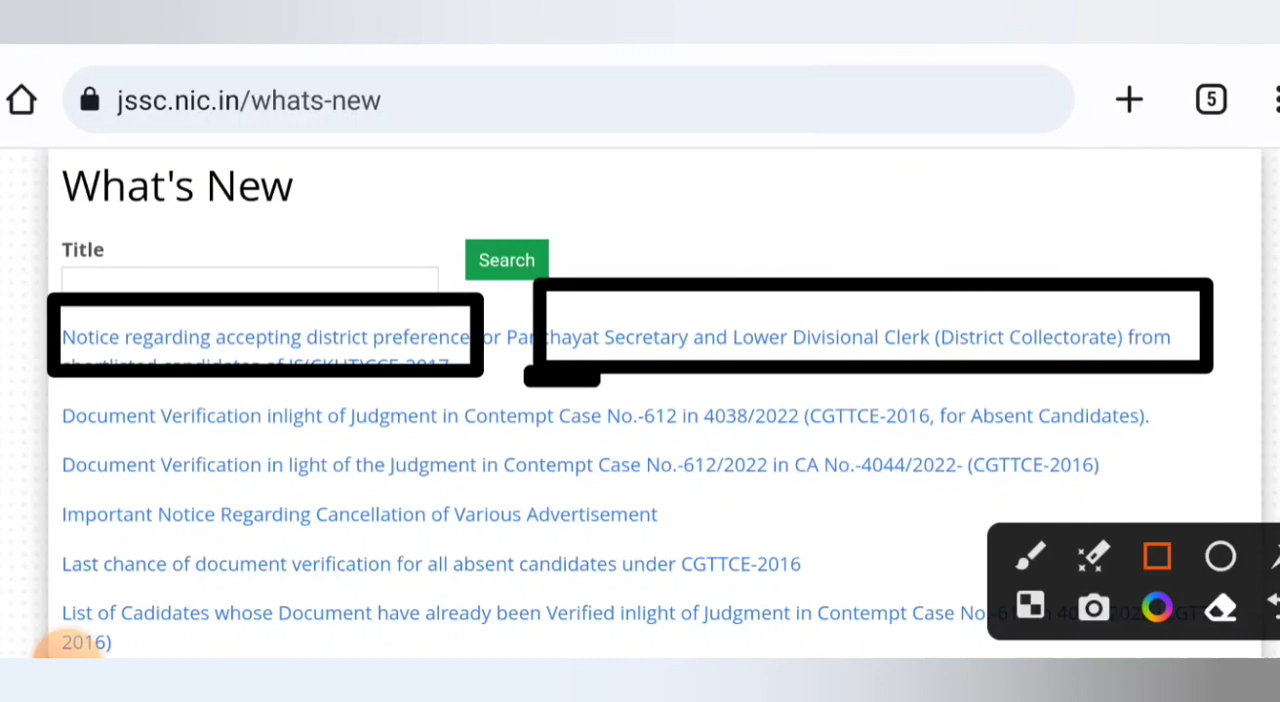 5
jssc.nic.in/whats-new
What's New
Title
Search
Notice regarding accepting district preference or Panchayat Secretary and Lower Divisional Clerk (District Collectorate) from
shortlisted candidates of
Document Verification inlight of Judgment in Contempt Case No.-612 in 4038/2022 (CGTTCE-2016, for Absent Candidates).
Document Verification in light of the Judgment in Contempt Case No.-612/2022 in CA No.-4044/2022- (CGTTCE-2016)
Important Notice Regarding Cancellation of Various Advertisement
Last chance of document verification for all absent candidates under CGTTCE-2016
List of Cadidates whose Document have already been Verified inlight of Judgment in Contempt Case No.
2016)